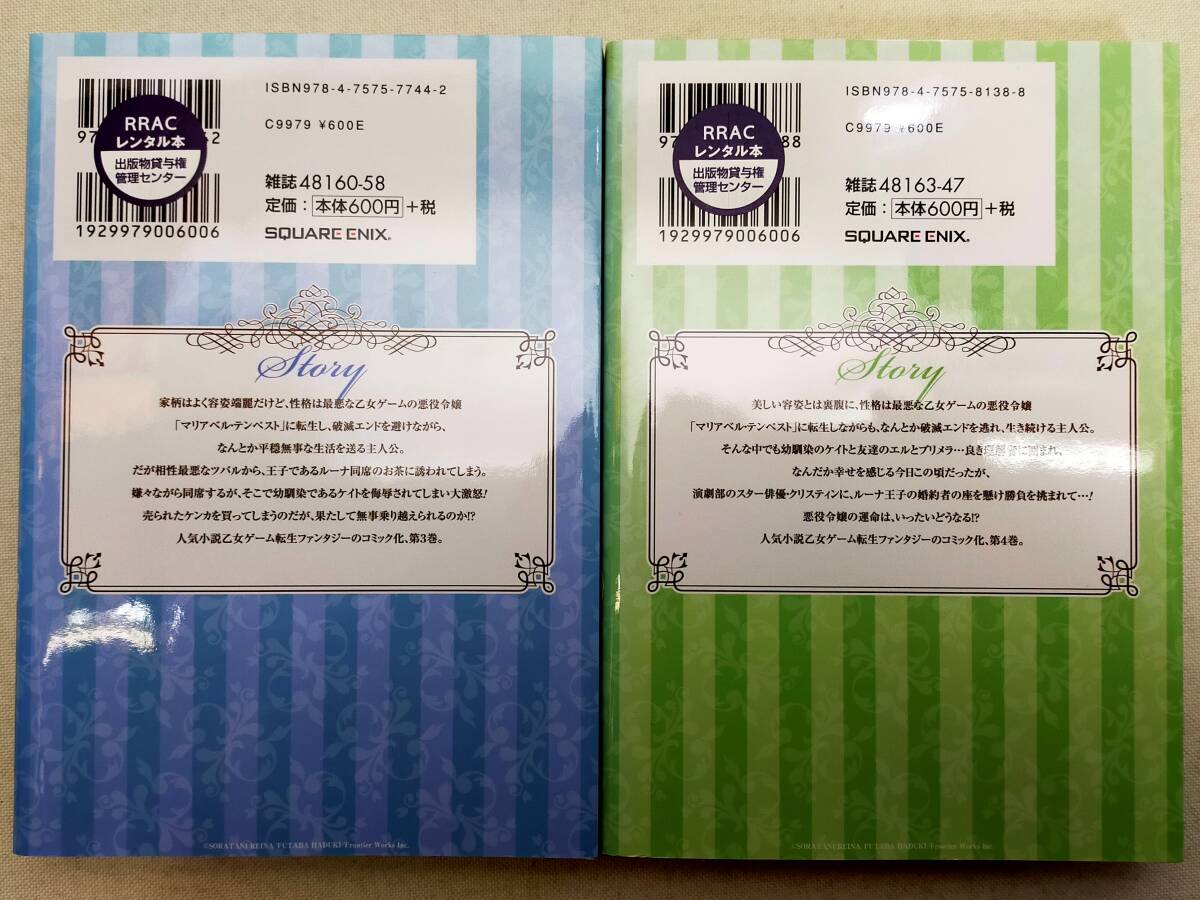 ISBN978-4-7575-7744-2
C9979 ¥600E
RRAC
レンタル本
出版物貸与権
管理センター
雑誌48160-58
定価：本体600円+税
1929979006006
SQUARE ENIX®
Story
家柄はよく容姿端麗だけど、性格は最悪な乙女ゲームの悪役令嬢
「マリアベル・テンペスト」に転生し、破滅エンドを避けながら、
なんとか平穏無事な生活を送る主人公。
だが相性最悪なツバルから、王子であるルーナ同席のお茶に誘われてしまう。
嫌々ながら同席するが、そこで幼馴染であるケイトを侮辱されてしまい大激怒!
売られたケンカを買ってしまうのだが、果たして無事乗り越えられるのか!?
人気小説乙女ゲーム転生ファンタジーのコミック化、第3巻。
©SORATANI REINA/FUTABA HADUKI/Frontier Works Inc.
ISBN978-4-7575-8138-8
C9979 ¥600E
RRAC
レンタル本
出版物貸与権
管理センター
雑誌48163-47
定価：本体600円+税
1929979006006
SQUARE ENIX®
Story
美しい容姿とは裏腹に、性格は最悪な乙女ゲームの悪役令嬢
「マリアベル・テンペスト」に転生しながらも、なんとか破滅エンドを逃れ、生き続ける主人公。
そんな中でも幼馴染のケイトと友達のエルとプリメラ…良き理解者に囲まれ、
なんだか幸せを感じる今日この頃だったが、
演劇部のスター俳優・クリスティンに、ルーナ王子の婚約者の座を懸け勝負を挑まれて…!
悪役令嬢の運命は、いったいどうなる!?
人気小説乙女ゲーム転生ファンタジーのコミック化、第4巻。
©SORATANI REINA/FUTABA HADUKI/Frontier Works Inc.